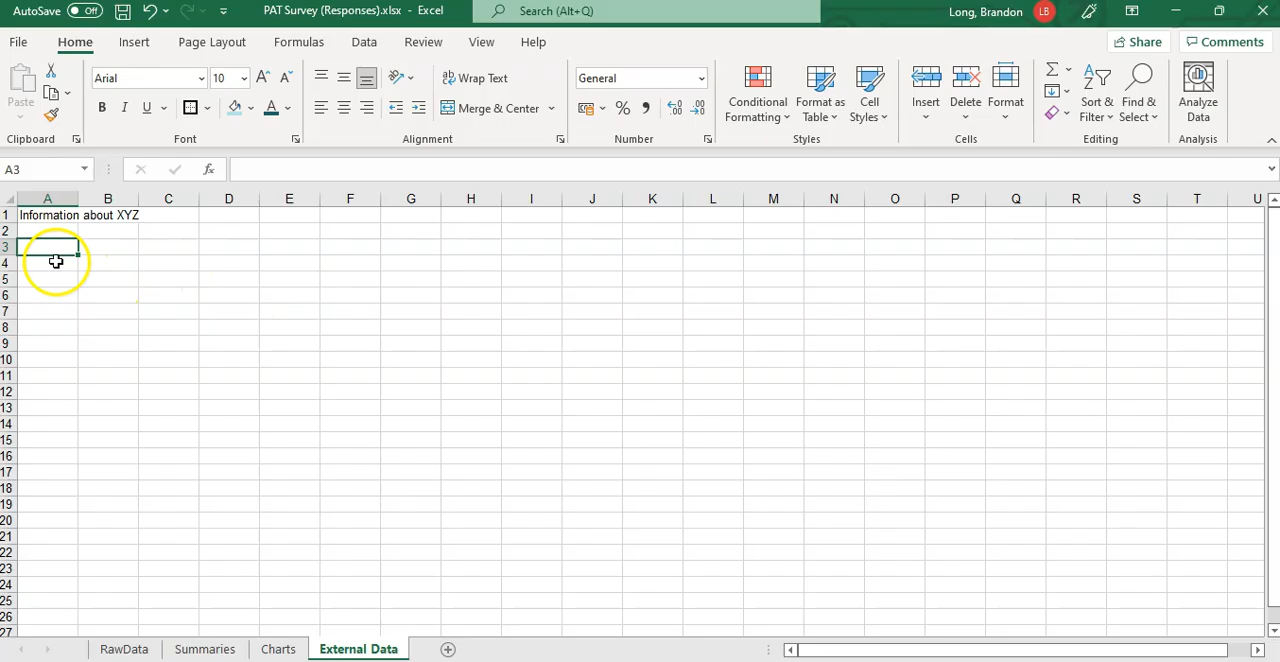 AutoSave Off PAT Survey (Responses).xlsx - Excel Search (Alt+Q) Long, Brandon LB
File Home Insert Page Layout Formulas Data Review View Help Share Comments
Paste Arial 10 A^ A˅ Wrap Text General Conditional Formatting Format as Table Cell Styles Insert Delete Format Sort & Filter Find & Select Analyze Data
B I U A Merge & Center % 9
Clipboard Font Alignment Number Styles Cells Editing Analysis
A3 fx
A B C D E F G H I J K L M N O P Q R S T U
1 Information about XYZ
2
3
4
5
6
7
8
9
10
11
12
13
14
15
16
17
18
19
20
21
22
23
24
25
26
27
RawData Summaries Charts External Data